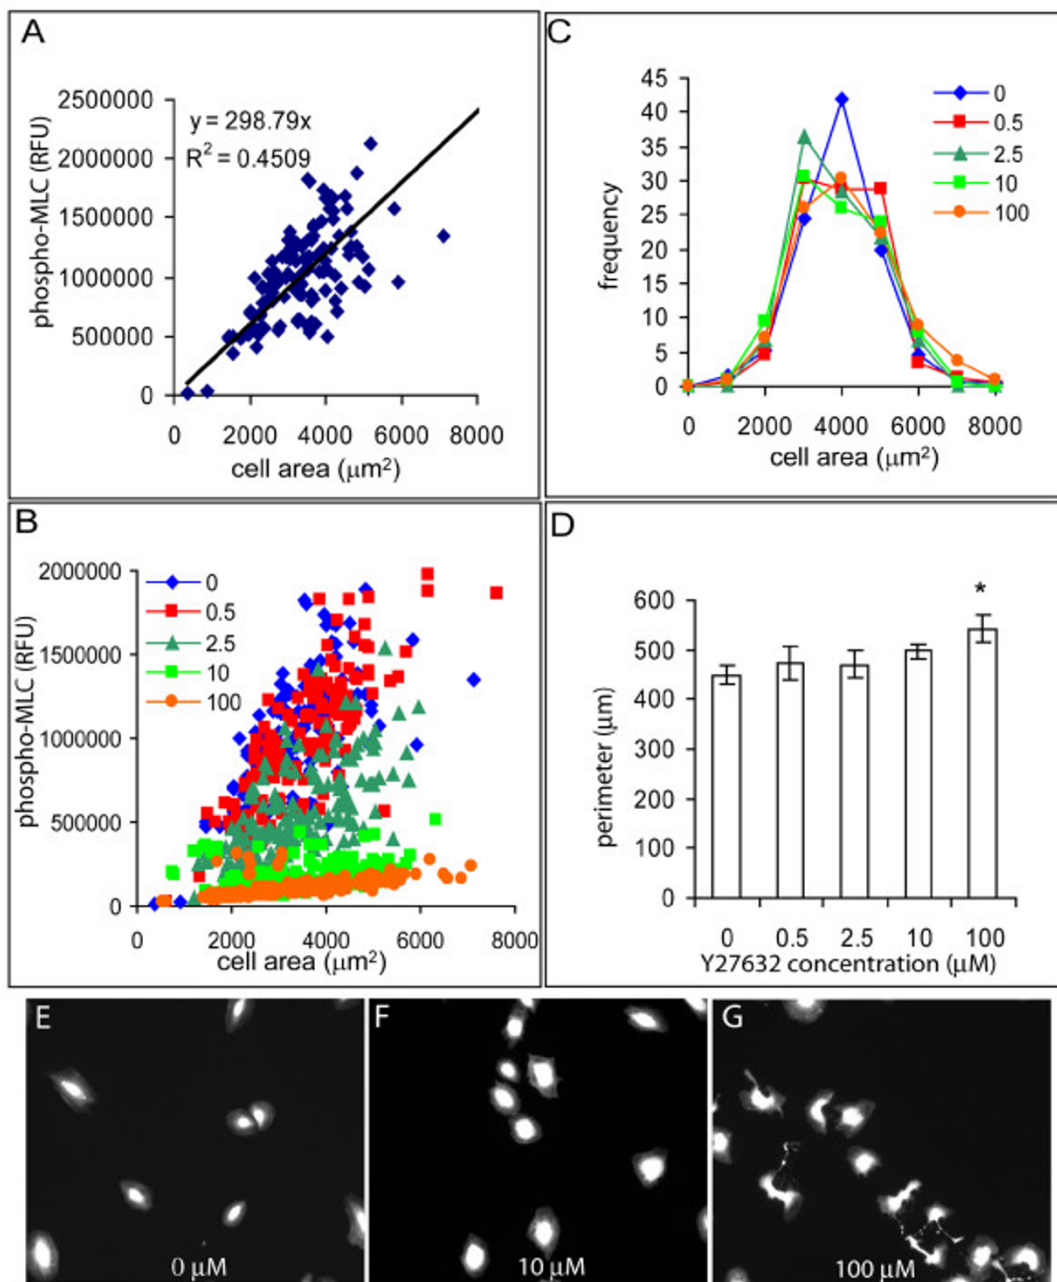 A
phospho-MLC (RFU)
2500000
2000000
1500000
1000000
500000
0
y = 298.79x
R² = 0.4509
0 2000 4000 6000 8000
cell area (μm²)
C
frequency
45
40
35
30
25
20
15
10
5
0
0
0.5
2.5
10
100
0 2000 4000 6000 8000
cell area (μm²)
B
phospho-MLC (RFU)
2000000
1500000
1000000
500000
0
0
0.5
2.5
10
100
0 2000 4000 6000 8000
cell area (μm²)
D
perimeter (μm)
600
500
400
300
200
100
0
*
0 0.5 2.5 10 100
Y27632 concentration (μM)
E
0 μM
F
10 μM
G
100 μM